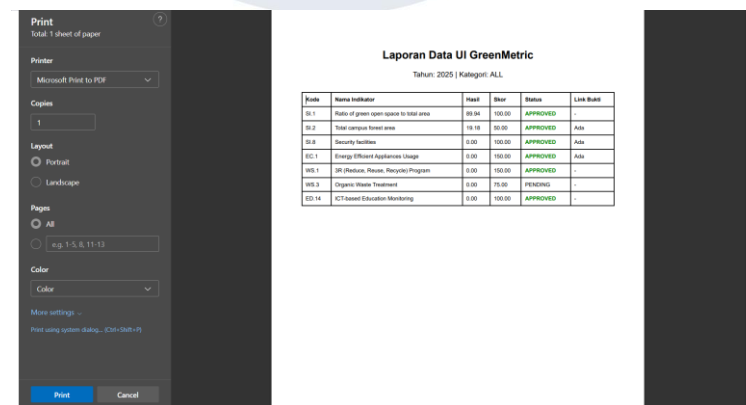 Print
?
Total: 1 sheet of paper
Printer
Microsoft Print to PDF
Copies
1
Layout
Portrait
Landscape
Pages
All
e.g. 1-5, 8, 11-13
Color
Color
More settings
Print using system dialog... (Ctrl+Shift+P)
Print Cancel
Laporan Data UI GreenMetric
Tahun: 2025 | Kategori: ALL
Kode Nama Indikator Hasil Skor Status Link Bukti
SI.1 Ratio of green open space to total area 89.94 100.00 APPROVED -
SI.2 Total campus forest area 19.18 50.00 APPROVED Ada
SI.8 Security facilities 0.00 100.00 APPROVED Ada
EC.1 Energy Efficient Appliances Usage 0.00 150.00 APPROVED Ada
WS.1 3R (Reduce, Reuse, Recycle) Program 0.00 150.00 APPROVED -
WS.3 Organic Waste Treatment 0.00 75.00 PENDING -
ED.14 ICT-based Education Monitoring 0.00 100.00 APPROVED -